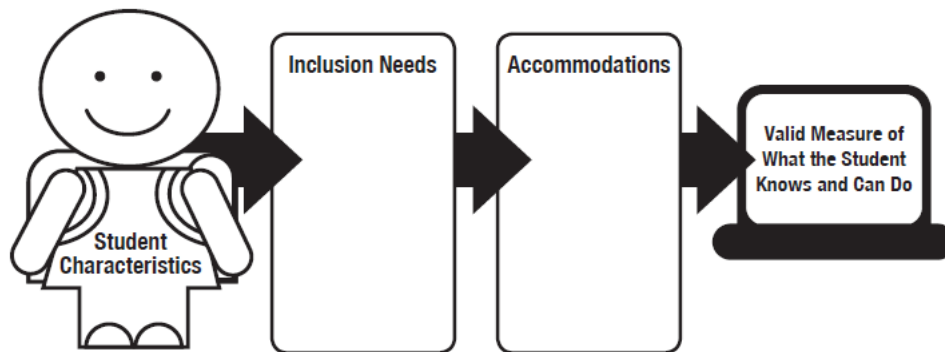 Inclusion Needs
Accommodations
Valid Measure of
What the Student
Knows and Can Do
Student
Characteristics